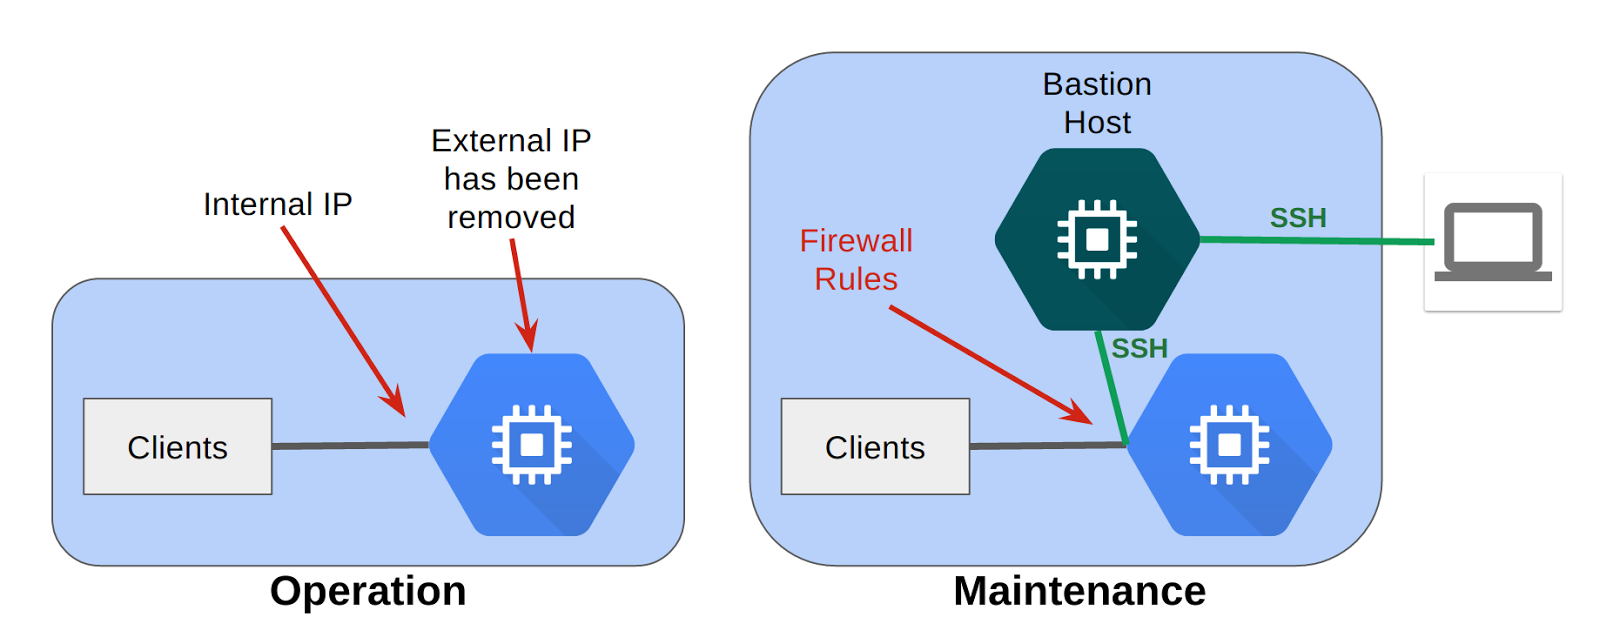 Internal IP
External IP
has been
removed
Clients
Operation
Bastion
Host
Firewall
Rules
SSH
SSH
Clients
Maintenance